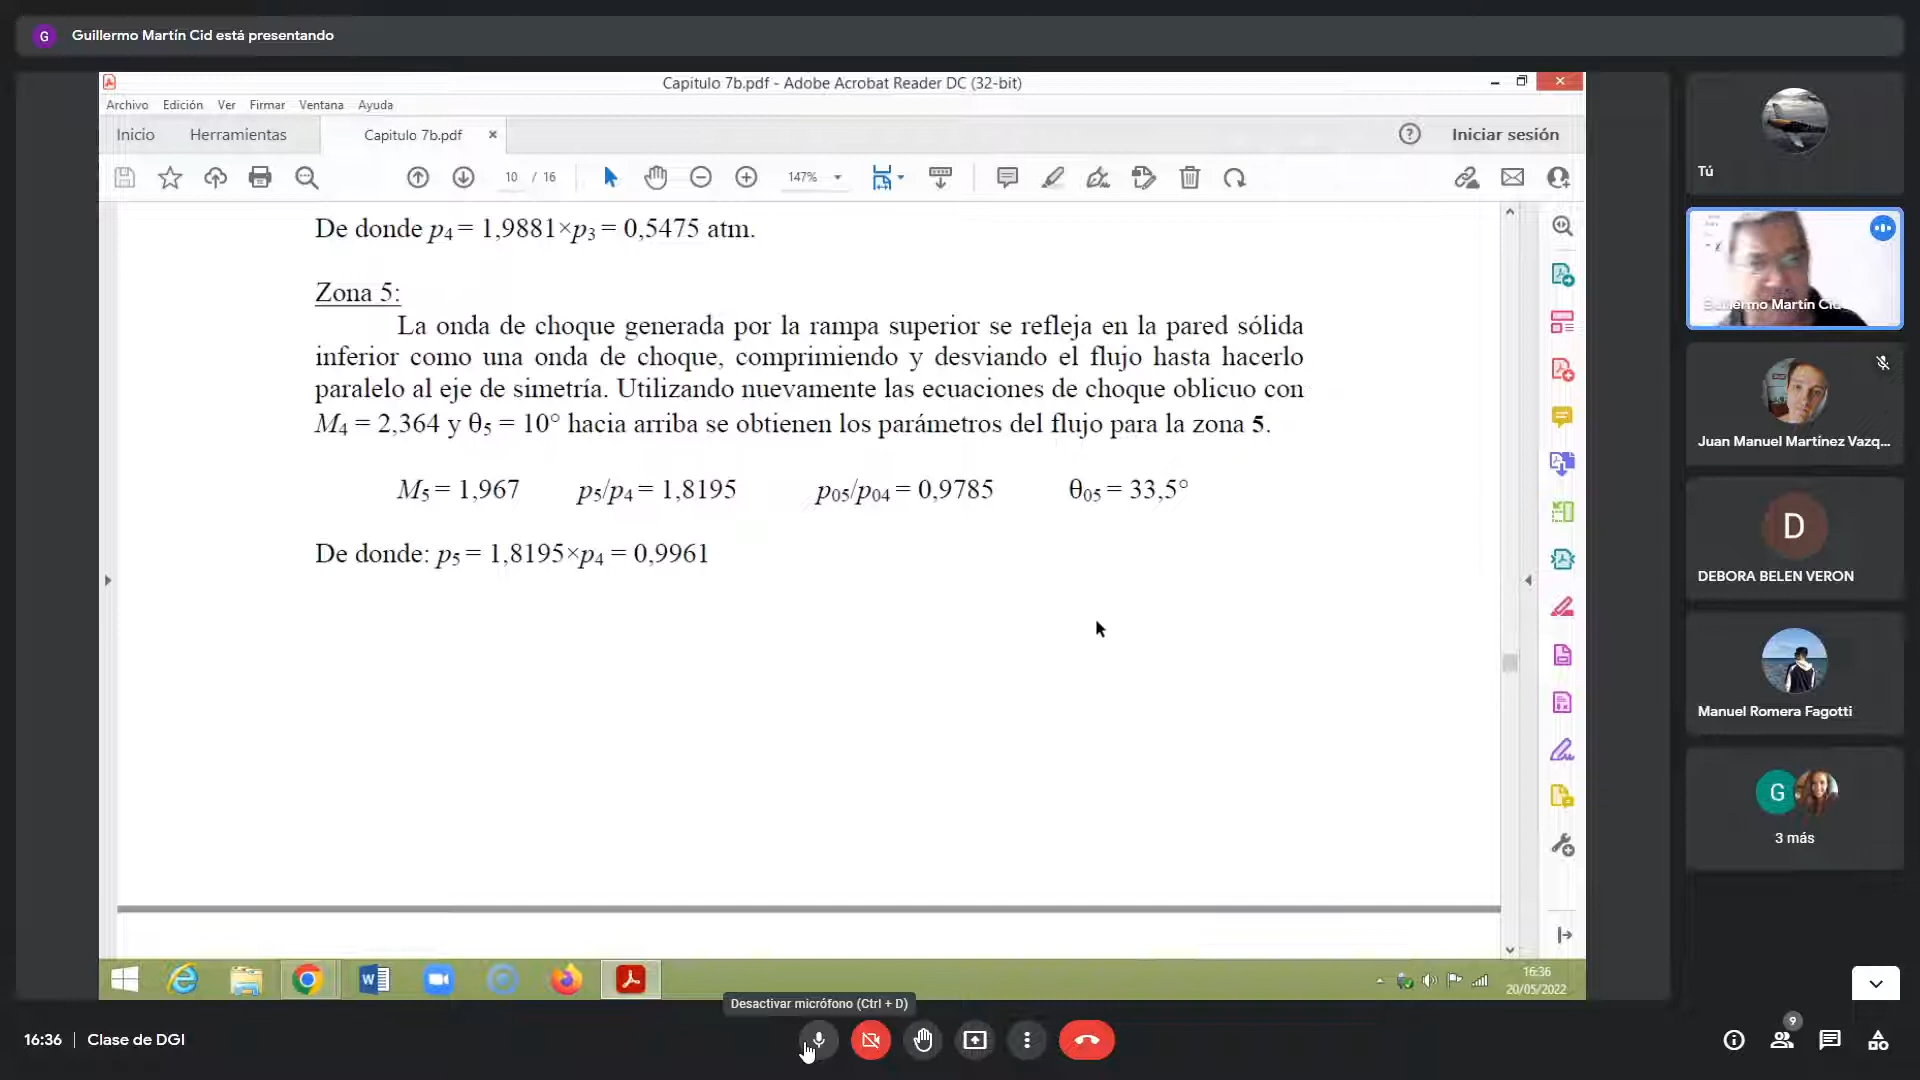 G Guillermo Martín Cid está presentando
Capitulo 7b.pdf - Adobe Acrobat Reader DC (32-bit)
Archivo Edición Ver Firmar Ventana Ayuda
Inicio Herramientas Capitulo 7b.pdf × Iniciar sesión
10 / 16 147%
De donde p4 = 1,9881×p3 = 0,5475 atm.
Zona 5:
La onda de choque generada por la rampa superior se refleja en la pared sólida
inferior como una onda de choque, comprimiendo y desviando el flujo hasta hacerlo
paralelo al eje de simetría. Utilizando nuevamente las ecuaciones de choque oblicuo con
M4 = 2,364 y θ5 = 10° hacia arriba se obtienen los parámetros del flujo para la zona 5.
M5 = 1,967 p5/p4 = 1,8195 p05/p04 = 0,9785 θ05 = 33,5°
De donde: p5 = 1,8195×p4 = 0,9961
16:36
20/05/2022
Desactivar micrófono (Ctrl + D)
16:36 | Clase de DGI
9
Tú
Guillermo Martín Cid
Juan Manuel Martínez Vazq...
D
DEBORA BELEN VERON
Manuel Romera Fagotti
G
3 más